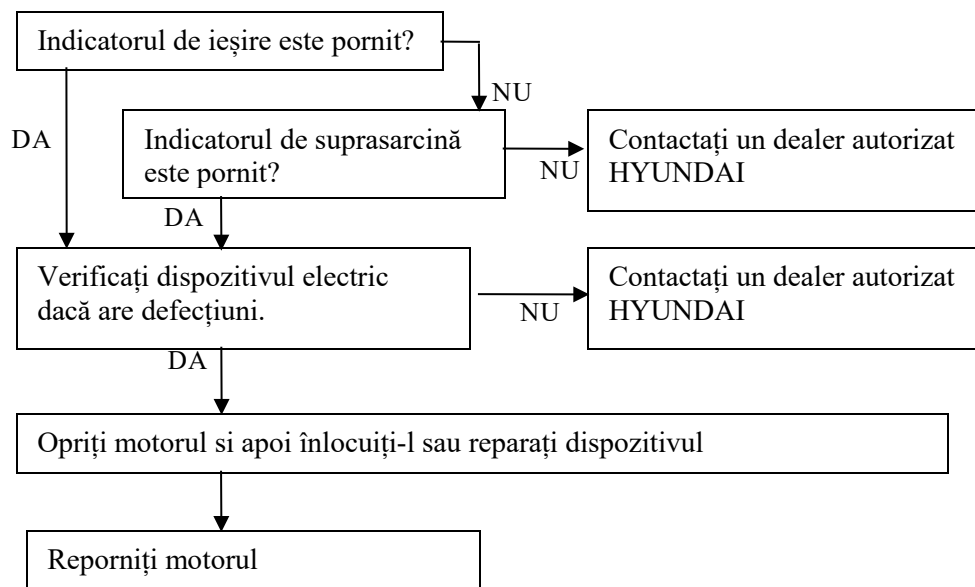 Indicatorul de ieșire este pornit?
NU
DA
Indicatorul de suprasarcină
este pornit?
NU
Contactați un dealer autorizat
HYUNDAI
DA
Verificați dispozitivul electric
dacă are defecțiuni.
NU
Contactați un dealer autorizat
HYUNDAI
DA
Opriți motorul si apoi înlocuiți-l sau reparați dispozitivul
Reporniți motorul